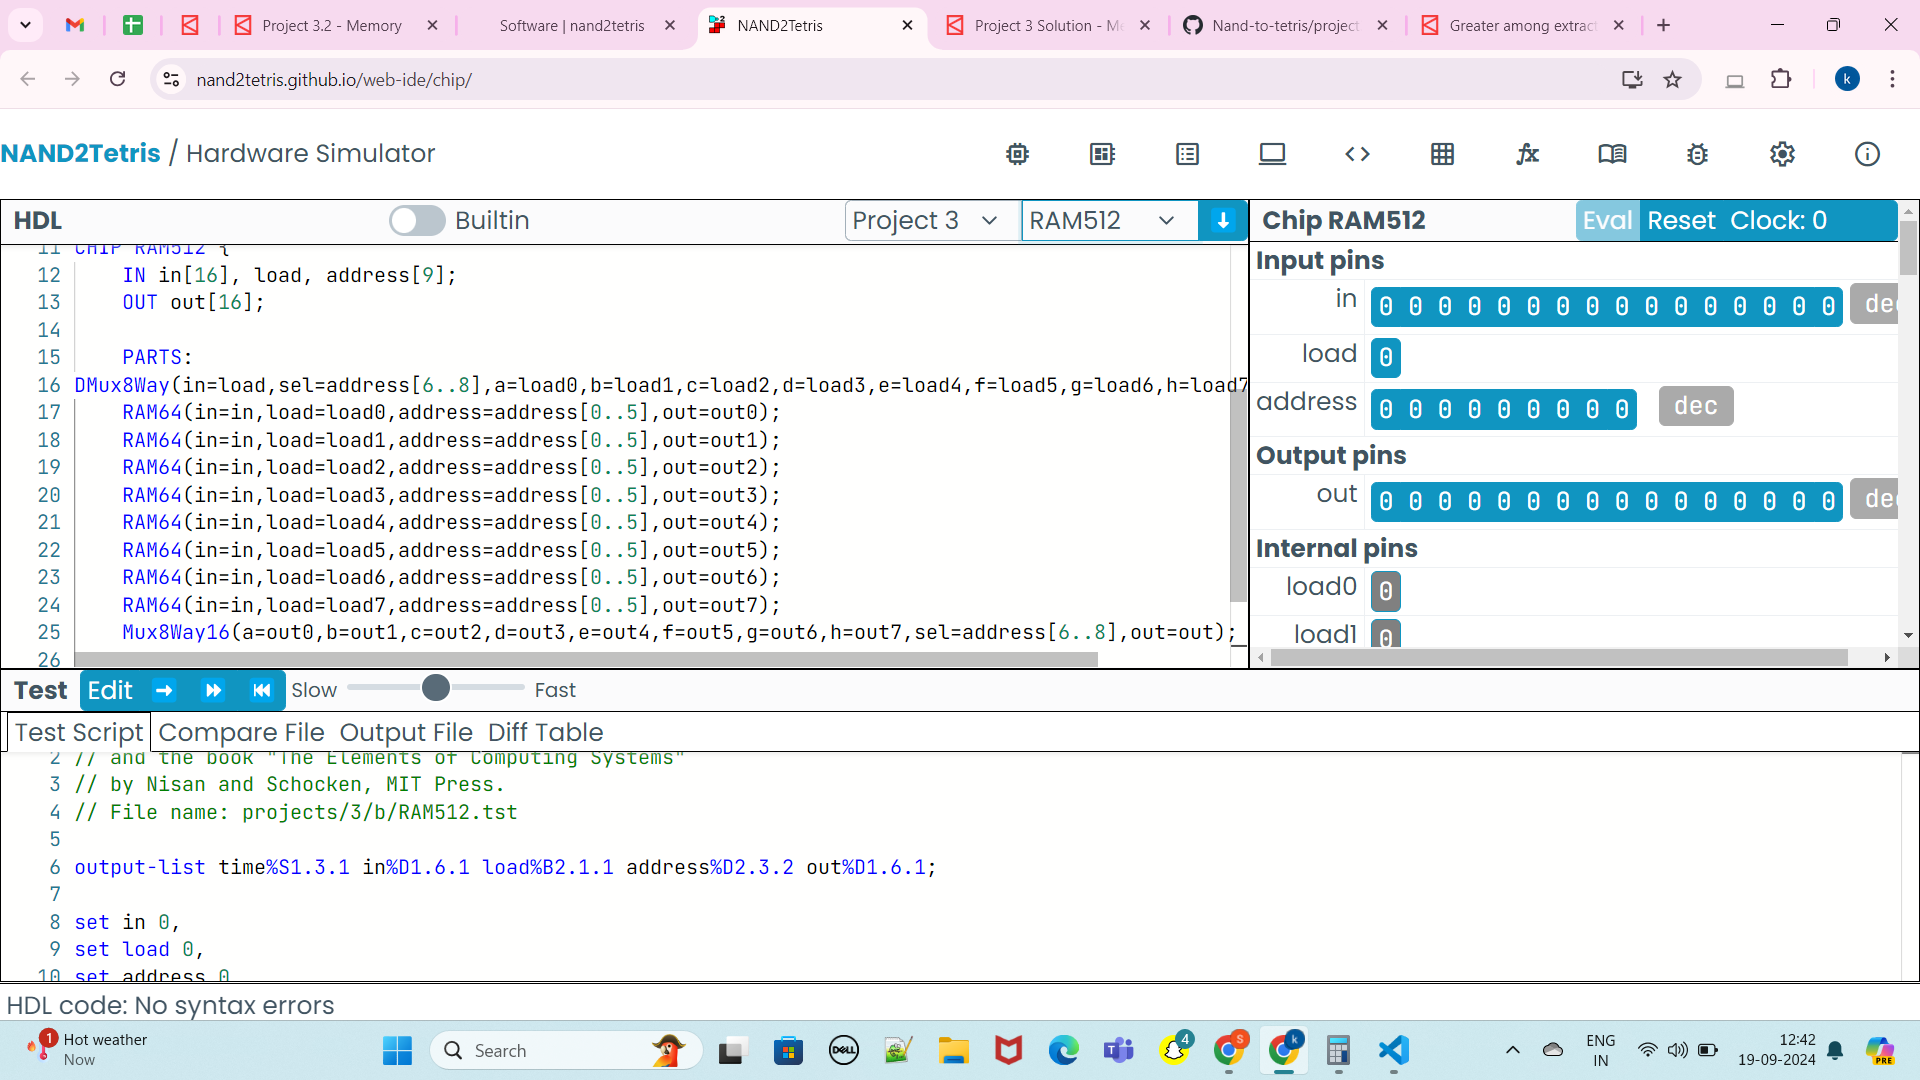 Project 3.2 - Memory
Software | nand2tetris
NAND2Tetris
Project 3 Solution - Me
Nand-to-tetris/project
Greater among extrac
nand2tetris.github.io/web-ide/chip/
k
NAND2Tetris / Hardware Simulator
HDL
Builtin
Project 3
RAM512
Chip RAM512
Eval
Reset
Clock: 0
11 CHIP RAM512 {
12 IN in[16], load, address[9];
13 OUT out[16];
14
15 PARTS:
16 DMux8Way(in=load,sel=address[6..8],a=load0,b=load1,c=load2,d=load3,e=load4,f=load5,g=load6,h=load7
17 RAM64(in=in,load=load0,address=address[0..5],out=out0);
18 RAM64(in=in,load=load1,address=address[0..5],out=out1);
19 RAM64(in=in,load=load2,address=address[0..5],out=out2);
20 RAM64(in=in,load=load3,address=address[0..5],out=out3);
21 RAM64(in=in,load=load4,address=address[0..5],out=out4);
22 RAM64(in=in,load=load5,address=address[0..5],out=out5);
23 RAM64(in=in,load=load6,address=address[0..5],out=out6);
24 RAM64(in=in,load=load7,address=address[0..5],out=out7);
25 Mux8Way16(a=out0,b=out1,c=out2,d=out3,e=out4,f=out5,g=out6,h=out7,sel=address[6..8],out=out);
26
Input pins
in 0 0 0 0 0 0 0 0 0 0 0 0 0 0 0 0 dec
load 0
address 0 0 0 0 0 0 0 0 0 dec
Output pins
out 0 0 0 0 0 0 0 0 0 0 0 0 0 0 0 0 dec
Internal pins
load0 0
load1 0
Test Edit Slow Fast
Test Script Compare File Output File Diff Table
2 // and the book "The Elements of Computing Systems"
3 // by Nisan and Schocken, MIT Press.
4 // File name: projects/3/b/RAM512.tst
5
6 output-list time%S1.3.1 in%D1.6.1 load%B2.1.1 address%D2.3.2 out%D1.6.1;
7
8 set in 0,
9 set load 0,
10 set address 0
HDL code: No syntax errors
1
Hot weather
Now
Search
DELL
4
S
k
ENG
IN
12:42
19-09-2024
PRE